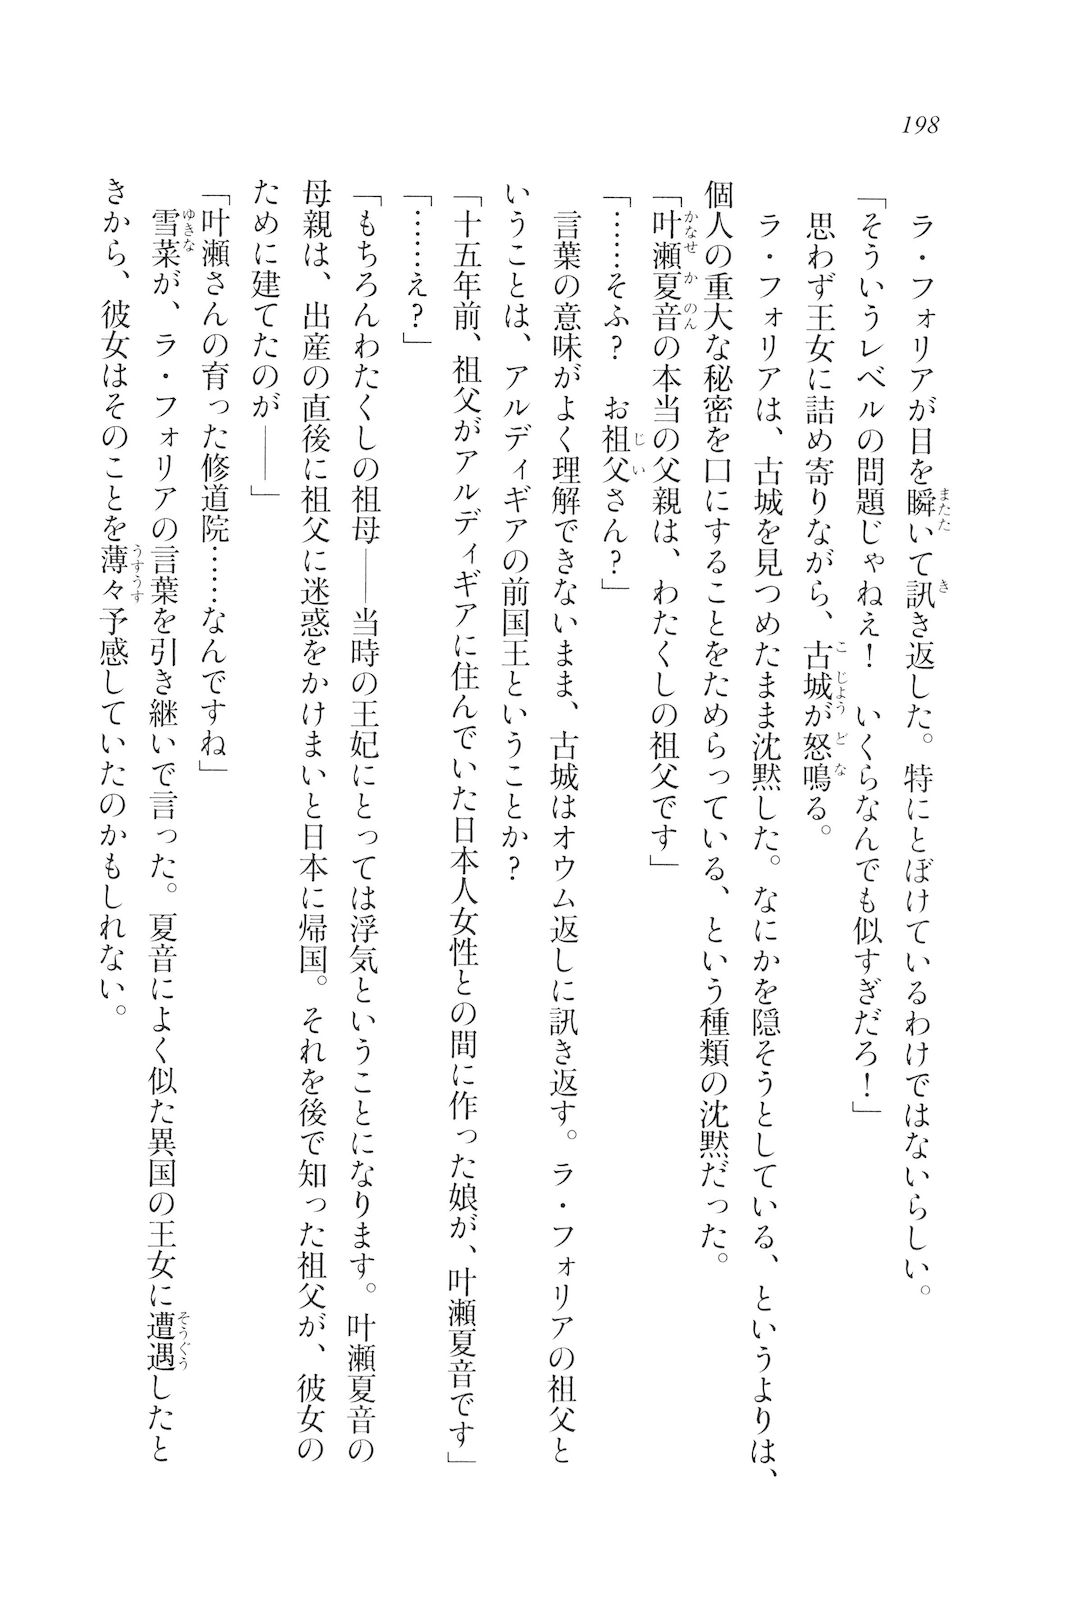 198
ラ・フォリアが目を瞬いて訊き返した。特にとぼけているわけではないらしい。
「そういうレベルの問題じゃねえ！　いくらなんでも似すぎだろ！」
思わず王女に詰め寄りながら、古城が怒鳴る。
ラ・フォリアは、古城を見つめたまま沈黙した。なにかを隠そうとしている、というよりは、
個人の重大な秘密を口にすることをためらっている、という種類の沈黙だった。
「叶瀬夏音の本当の父親は、わたくしの祖父です」
「……そふ？　お祖父さん？」
言葉の意味がよく理解できないまま、古城はオウム返しに訊き返す。ラ・フォリアの祖父と
いうことは、アルディギアの前国王ということか？
「十五年前、祖父がアルディギアに住んでいた日本人女性との間に作った娘が、叶瀬夏音です」
「……え？」
「もちろんわたくしの祖母――当時の王妃にとっては浮気ということになります。叶瀬夏音の
母親は、出産の直後に祖父に迷惑をかけまいと日本に帰国。それを後で知った祖父が、彼女の
ために建てたのが――」
「叶瀬さんの育った修道院……なんですね」
雪菜が、ラ・フォリアの言葉を引き継いで言った。夏音によく似た異国の王女に遭遇したと
きから、彼女はそのことを薄々予感していたのかもしれない。